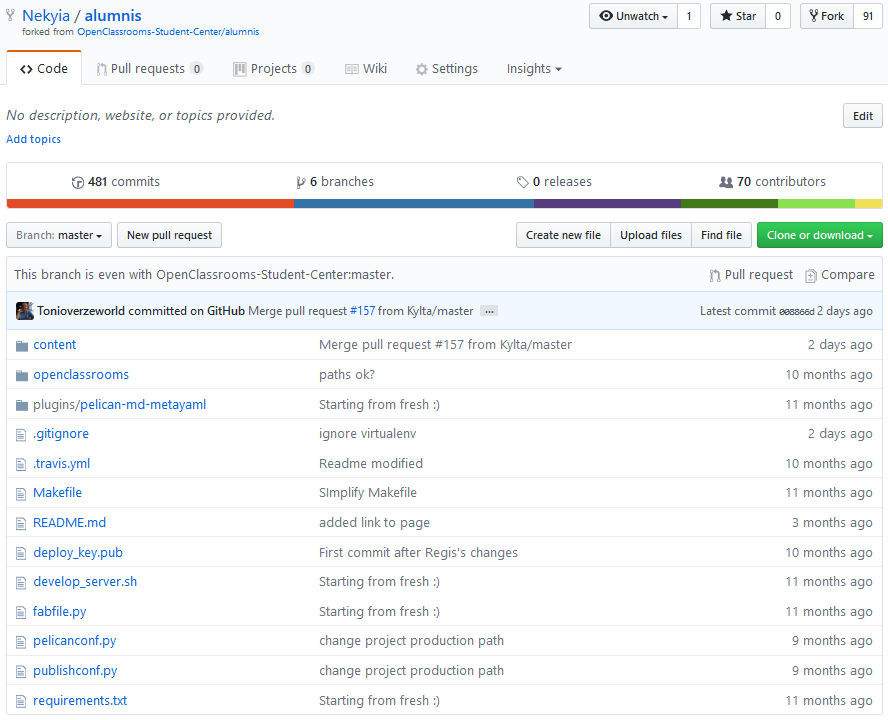 Nekyia / alumnis
Unwatch 1 Star 0 Fork 91
forked from OpenClassrooms-Student-Center/alumnis
Code Pull requests 0 Projects 0 Wiki Settings Insights
No description, website, or topics provided.
Edit
Add topics
481 commits 6 branches 0 releases 70 contributors
Branch: master New pull request Create new file Upload files Find file Clone or download
This branch is even with OpenClassrooms-Student-Center:master. Pull request Compare
Tonioverzeworld committed on GitHub Merge pull request #157 from Kylta/master ... Latest commit 2 days ago
content Merge pull request #157 from Kylta/master 2 days ago
openclassrooms paths ok? 10 months ago
plugins/pelican-md-metayaml Starting from fresh :) 11 months ago
.gitignore ignore virtualenv 2 days ago
.travis.yml Readme modified 10 months ago
Makefile SImplify Makefile 11 months ago
README.md added link to page 3 months ago
deploy_key.pub First commit after Regis's changes 10 months ago
develop_server.sh Starting from fresh :) 11 months ago
fabfile.py Starting from fresh :) 11 months ago
pelicanconf.py change project production path 9 months ago
publishconf.py change project production path 9 months ago
requirements.txt Starting from fresh :) 11 months ago